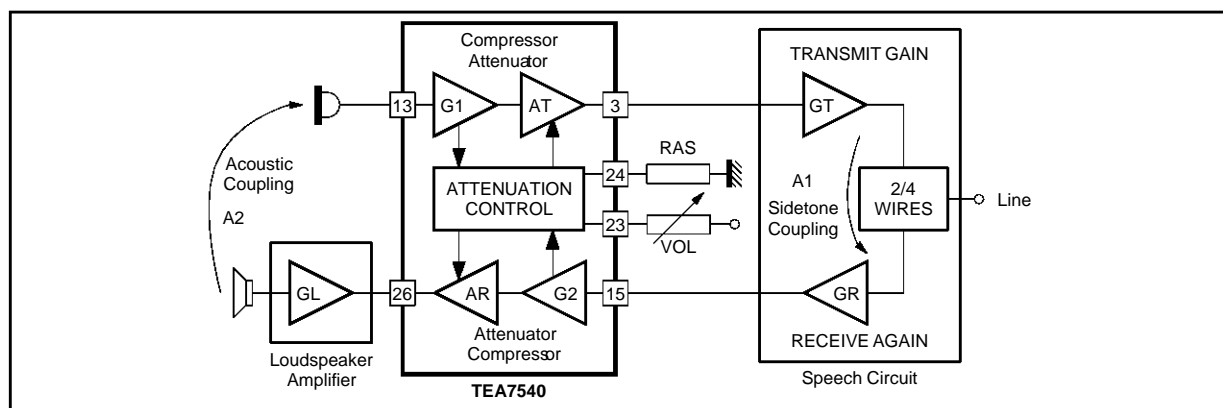 Compressor
Attenuator
TRANSMIT GAIN
13
G1
AT
3
GT
Acoustic
Coupling
A2
ATTENUATION
CONTROL
24
RAS
23
VOL
A1
Sidetone
Coupling
2/4
WIRES
Line
GL
26
AR
G2
15
GR
Attenuator
Compressor
RECEIVE AGAIN
Loudspeaker
Amplifier
TEA7540
Speech Circuit